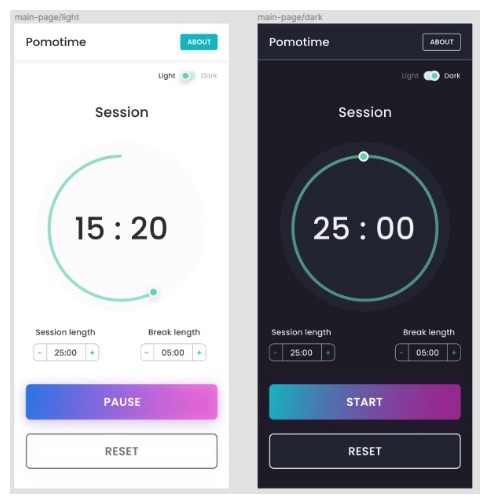 main-page/light
Pomotime
ABOUT
Light
Dark
Session
15 : 20
Session length
Break length
- 25:00 +
- 05:00 +
PAUSE
RESET
main-page/dark
Pomotime
ABOUT
Light
Dark
Session
25 : 00
Session length
Break length
- 25:00 +
- 05:00 +
START
RESET